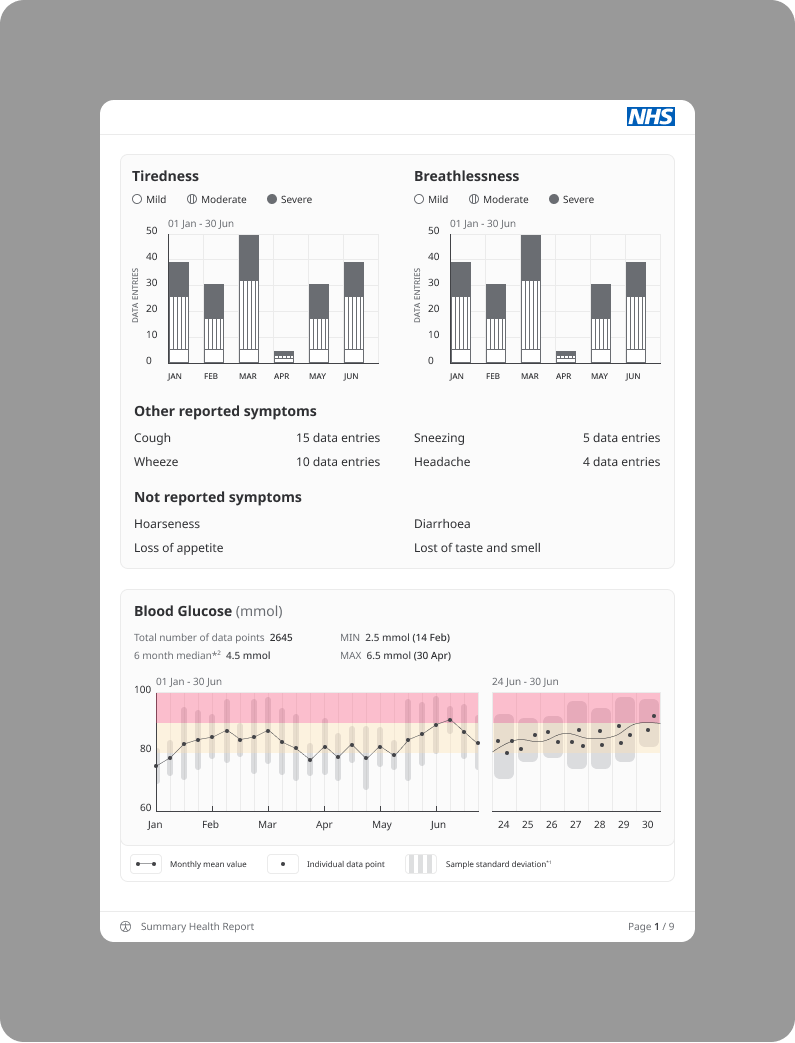 NHS
Tiredness
Mild Moderate Severe
01 Jan - 30 Jun
50
40
30
20
10
0
DATA ENTRIES
JAN FEB MAR APR MAY JUN
Breathlessness
Mild Moderate Severe
01 Jan - 30 Jun
50
40
30
20
10
0
DATA ENTRIES
JAN FEB MAR APR MAY JUN
Other reported symptoms
Cough 15 data entries Sneezing 5 data entries
Wheeze 10 data entries Headache 4 data entries
Not reported symptoms
Hoarseness Diarrhoea
Loss of appetite Lost of taste and smell
Blood Glucose (mmol)
Total number of data points 2645 MIN 2.5 mmol (14 Feb)
6 month median*² 4.5 mmol MAX 6.5 mmol (30 Apr)
01 Jan - 30 Jun
100
80
60
Jan Feb Mar Apr May Jun
24 Jun - 30 Jun
24 25 26 27 28 29 30
Monthly mean value Individual data point Sample standard deviation*¹
Summary Health Report Page 1 / 9